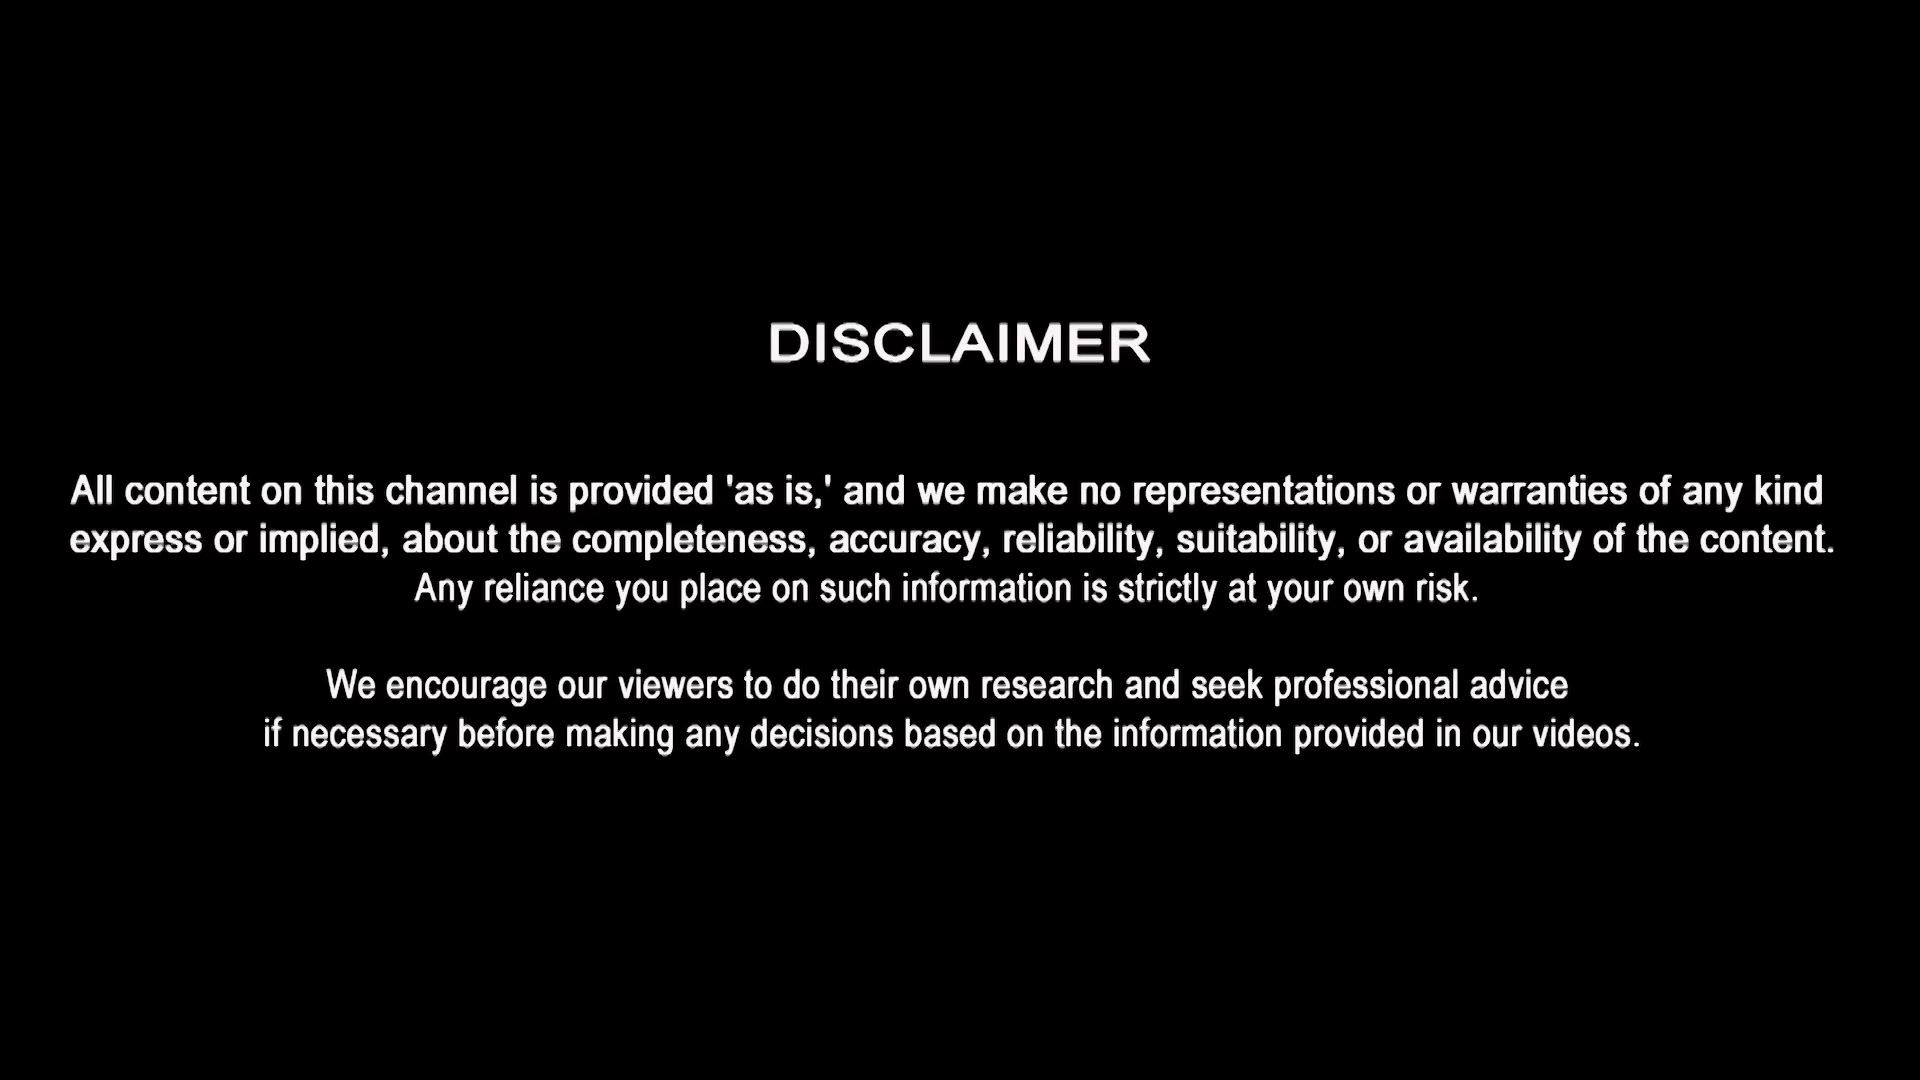 DISCLAIMER
All content on this channel is provided 'as is,' and we make no representations or warranties of any kind
express or implied, about the completeness, accuracy, reliability, suitability, or availability of the content.
Any reliance you place on such information is strictly at your own risk.
We encourage our viewers to do their own research and seek professional advice
if necessary before making any decisions based on the information provided in our videos.